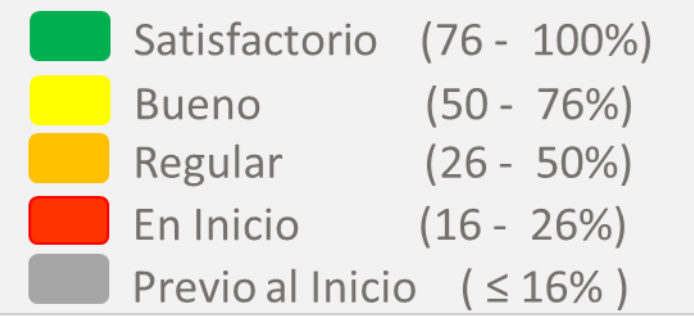 Satisfactorio (76 - 100%)
Bueno (50 - 76%)
Regular (26 - 50%)
En Inicio (16 - 26%)
Previo al Inicio ( ≤ 16% )